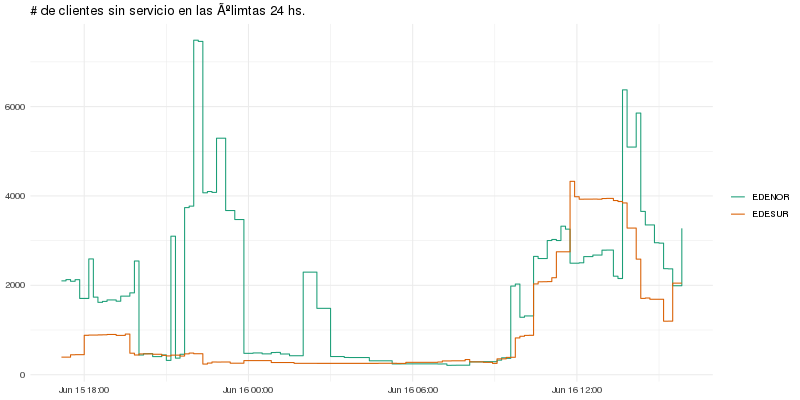 # de clientes sin servicio en las Ãºlimtas 24 hs.
6000
4000
2000
0
Jun 15 18:00
Jun 16 00:00
Jun 16 06:00
Jun 16 12:00
EDENOR
EDESUR